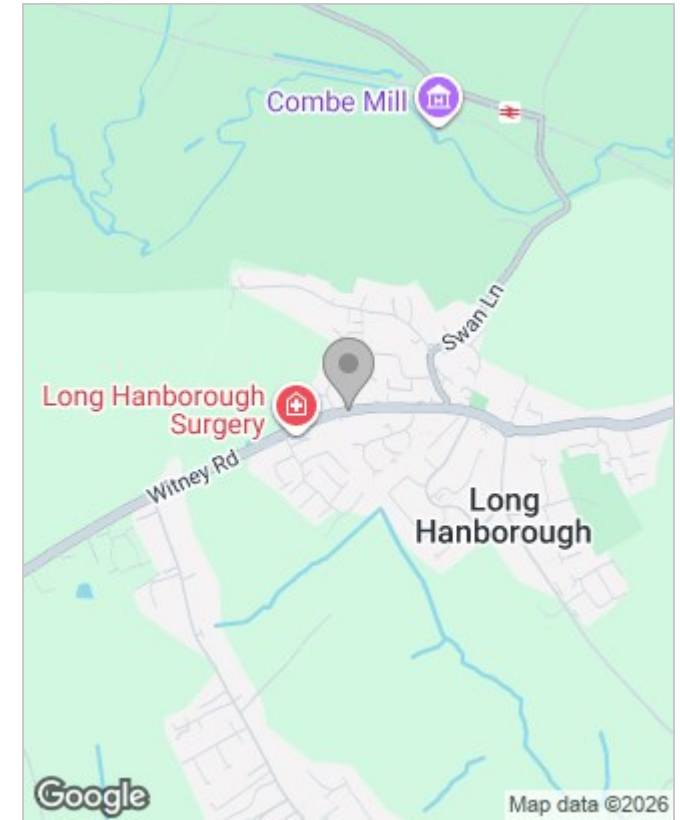 Combe Mill
Swan Ln
Long Hanborough
Surgery
Witney Rd
Long
Hanborough
Google
Map data ©2026